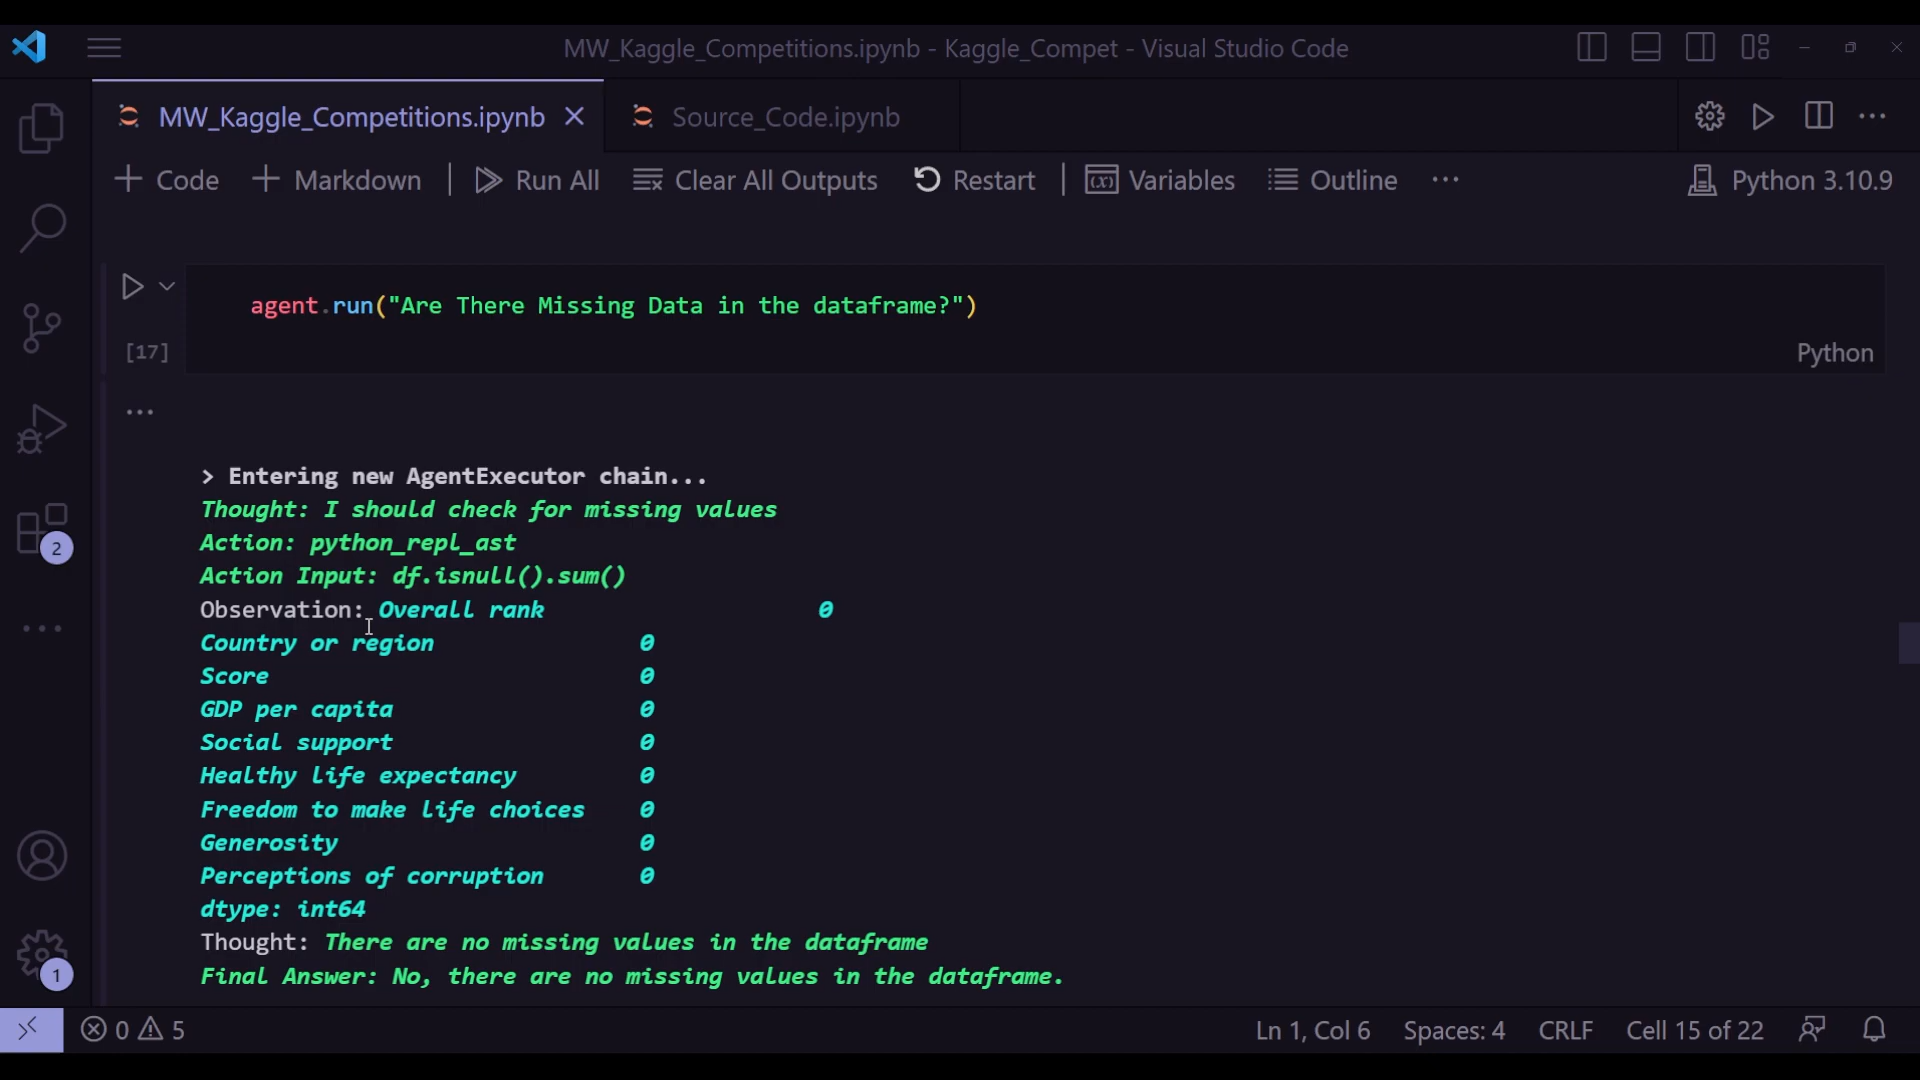 MW_Kaggle_Competitions.ipynb - Kaggle_Compet - Visual Studio Code
MW_Kaggle_Competitions.ipynb
Source_Code.ipynb
Code
Markdown
Run All
Clear All Outputs
Restart
Variables
Outline
Python 3.10.9
agent.run("Are There Missing Data in the dataframe?")
[17]
Python
> Entering new AgentExecutor chain...
Thought: I should check for missing values
Action: python_repl_ast
Action Input: df.isnull().sum()
Observation: Overall rank 0
Country or region 0
Score 0
GDP per capita 0
Social support 0
Healthy life expectancy 0
Freedom to make life choices 0
Generosity 0
Perceptions of corruption 0
dtype: int64
Thought: There are no missing values in the dataframe
Final Answer: No, there are no missing values in the dataframe.
2
1
0 5
Ln 1, Col 6
Spaces: 4
CRLF
Cell 15 of 22